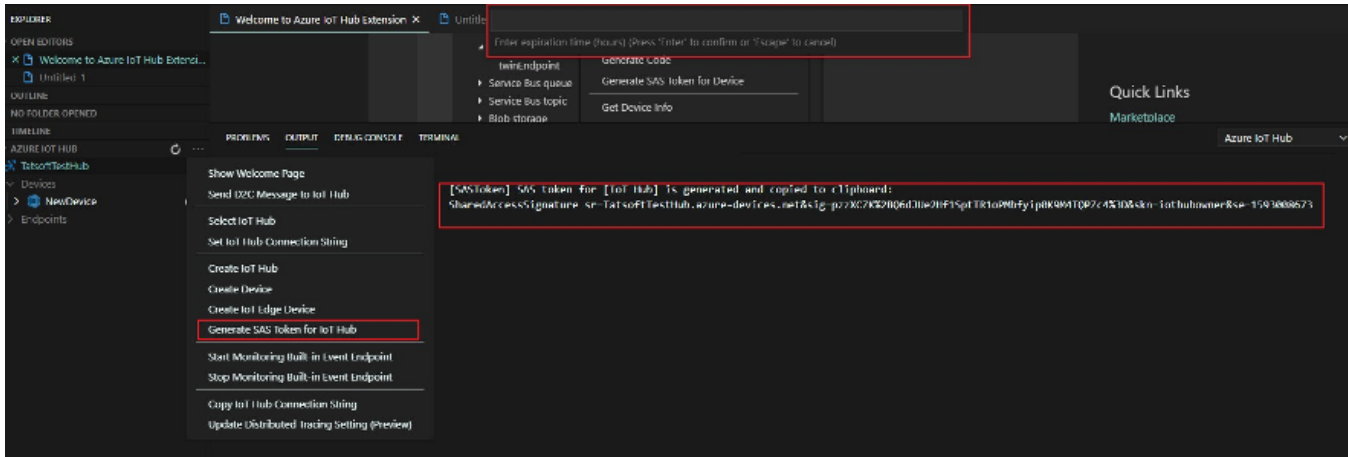 EXPLORER
OPEN EDITORS
Welcome to Azure IoT Hub Extensi...
Untitled 1
OUTLINE
NO FOLDER OPENED
TIMELINE
AZURE IOT HUB
TatsoftTestHub
Devices
NewDevice
Endpoints
Welcome to Azure IoT Hub Extension
Untitle
Enter expiration time (hours) (Press 'Enter' to confirm or 'Escape' to cancel)
twinEndpoint
Service Bus queue
Service Bus topic
Blob storage
Generate Code
Generate SAS Token for Device
Get Device Info
Quick Links
Marketplace
PROBLEMS OUTPUT DEBUG CONSOLE TERMINAL
Azure IoT Hub
Show Welcome Page
Send D2C Message to IoT Hub
Select IoT Hub
Set IoT Hub Connection String
Create IoT Hub
Create Device
Create IoT Edge Device
Generate SAS Token for IoT Hub
Start Monitoring Built-in Event Endpoint
Stop Monitoring Built-in Event Endpoint
Copy IoT Hub Connection String
Update Distributed Tracing Setting (Preview)
[SASToken] SAS token for [IoT Hub] is generated and copied to clipboard:
SharedAccessSignature sr=TatsoftTestHub.azure-devices.net